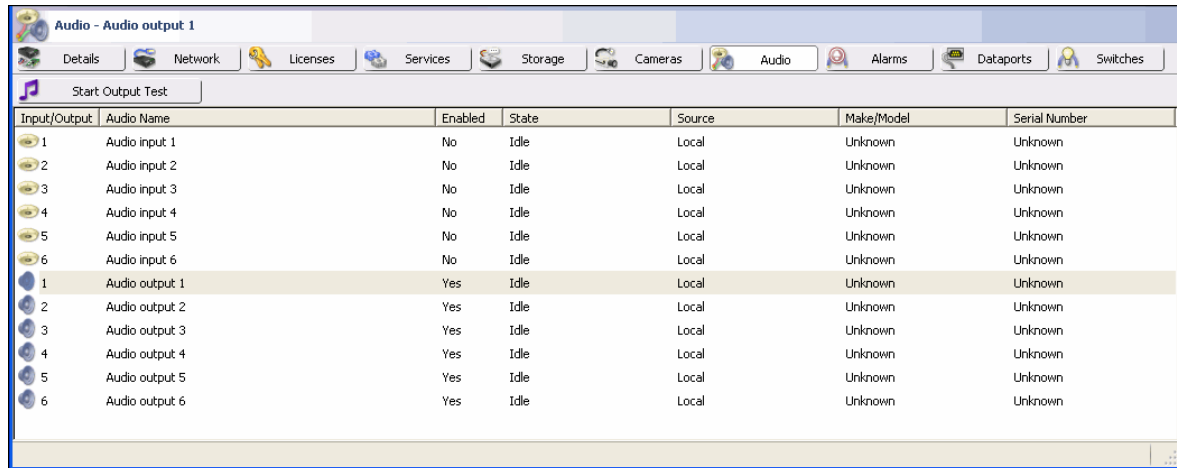 Audio - Audio output 1
Details Network Licenses Services Storage Cameras Audio Alarms Dataports Switches
Start Output Test
Input/Output Audio Name Enabled State Source Make/Model Serial Number
1 Audio input 1 No Idle Local Unknown Unknown
2 Audio input 2 No Idle Local Unknown Unknown
3 Audio input 3 No Idle Local Unknown Unknown
4 Audio input 4 No Idle Local Unknown Unknown
5 Audio input 5 No Idle Local Unknown Unknown
6 Audio input 6 No Idle Local Unknown Unknown
1 Audio output 1 Yes Idle Local Unknown Unknown
2 Audio output 2 Yes Idle Local Unknown Unknown
3 Audio output 3 Yes Idle Local Unknown Unknown
4 Audio output 4 Yes Idle Local Unknown Unknown
5 Audio output 5 Yes Idle Local Unknown Unknown
6 Audio output 6 Yes Idle Local Unknown Unknown